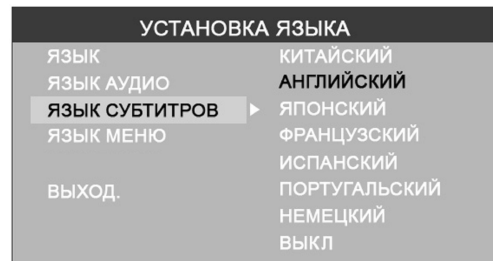 УСТАНОВКА ЯЗЫКА
ЯЗЫК КИТАЙСКИЙ
ЯЗЫК АУДИО АНГЛИЙСКИЙ
ЯЗЫК СУБТИТРОВ ЯПОНСКИЙ
ЯЗЫК МЕНЮ ФРАНЦУЗСКИЙ
ИСПАНСКИЙ
ВЫХОД. ПОРТУГАЛЬСКИЙ
НЕМЕЦКИЙ
ВЫКЛ